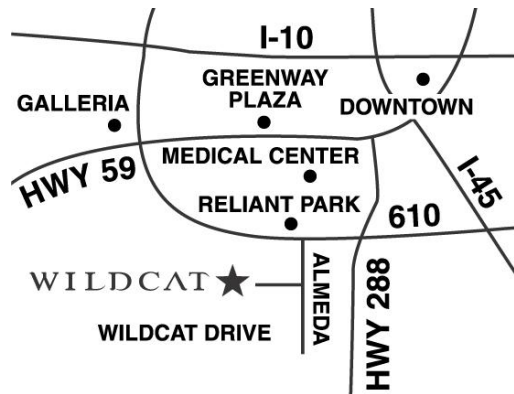 I-10
GREENWAY
PLAZA
GALLERIA
DOWNTOWN
MEDICAL CENTER
HWY 59
I-45
RELIANT PARK
610
WILDCAT
ALMEDA
HWY 288
WILDCAT DRIVE